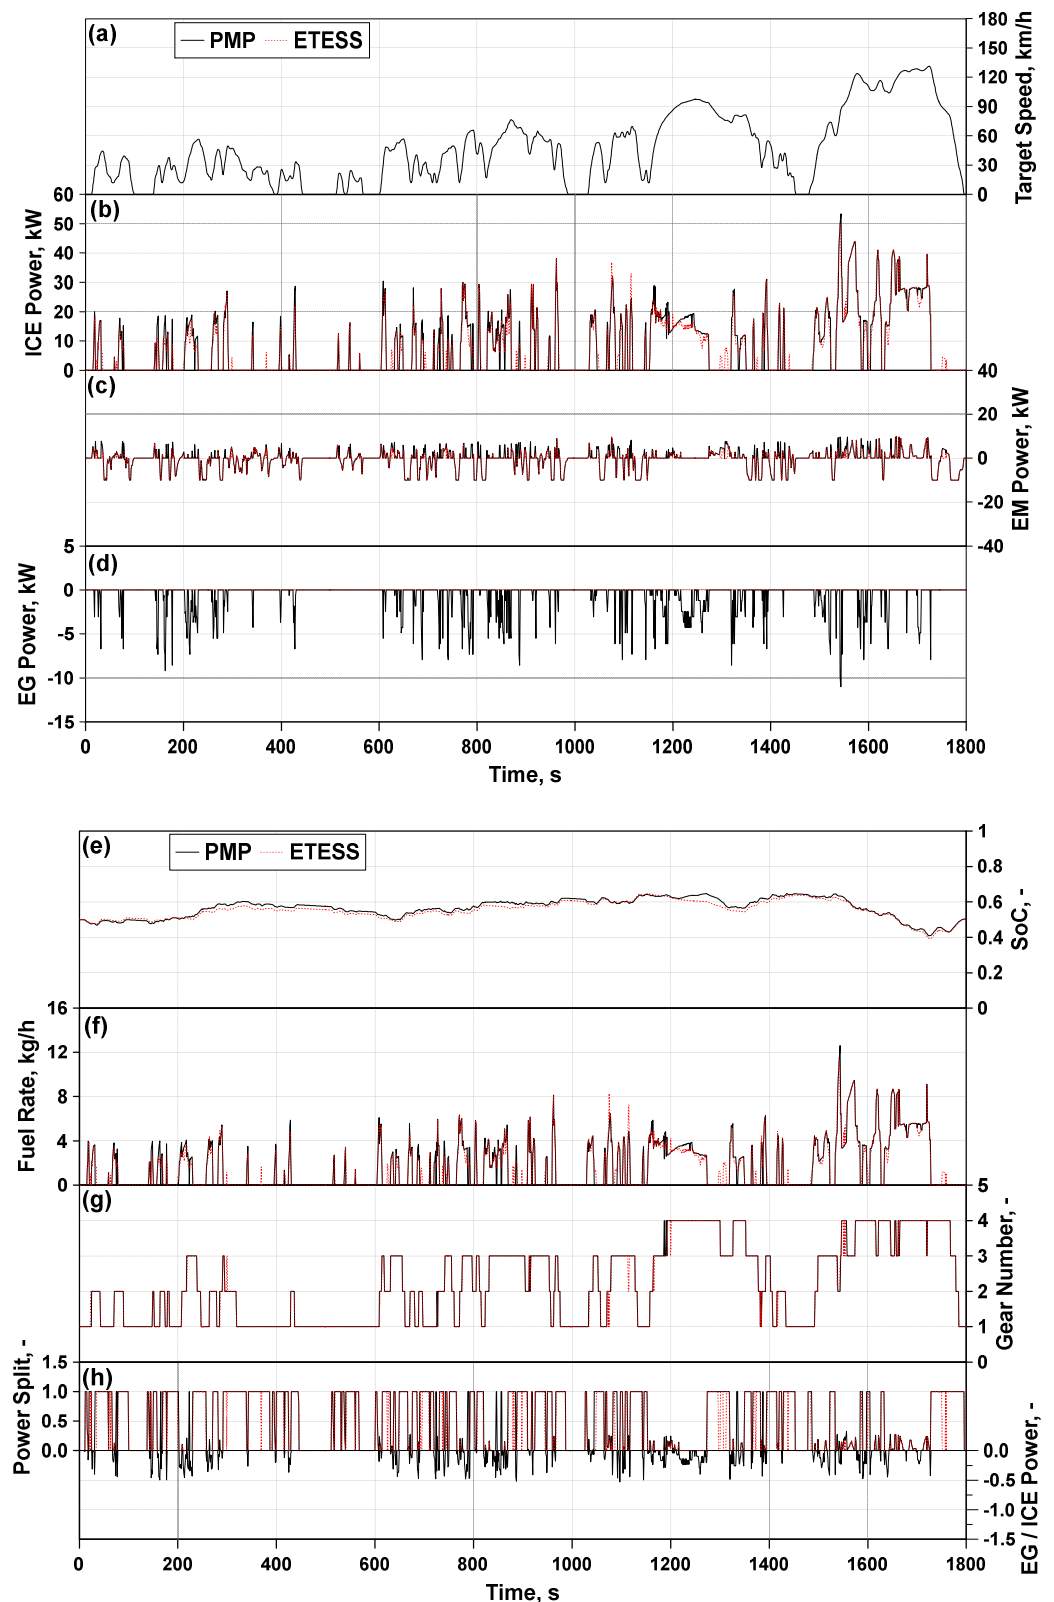 (a)
PMP ETESS
180
150
120
90
60
30
0
Target Speed, km/h
(b)
60
50
40
30
20
10
0
ICE Power, kW
(c)
40
20
0
-20
-40
EM Power, kW
(d)
5
0
-5
-10
-15
EG Power, kW
0 200 400 600 800 1000 1200 1400 1600 1800
Time, s
(e)
PMP ETESS
1
0.8
0.6
0.4
0.2
0
SoC, -
(f)
16
12
8
4
0
Fuel Rate, kg/h
(g)
5
4
3
2
1
0
Gear Number, -
(h)
1.5
1.0
0.5
0.0
Power Split, -
0.0
-0.5
-1.0
-1.5
EG / ICE Power, -
0 200 400 600 800 1000 1200 1400 1600 1800
Time, s